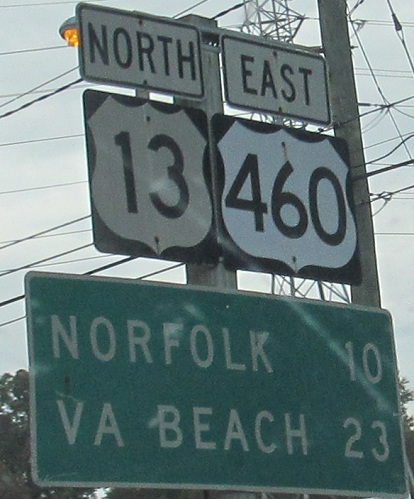 NORTH EAST
13 460
NORFOLK 10
VA BEACH 23